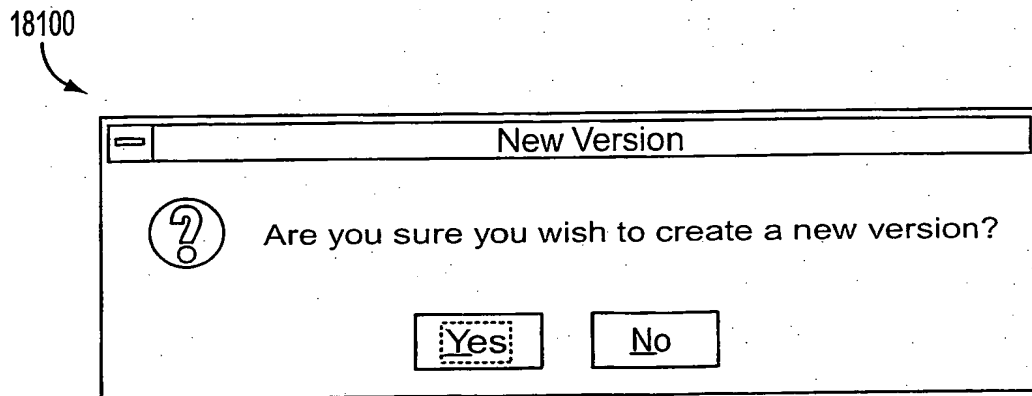 18100
New Version
Are you sure you wish to create a new version?
Yes
No